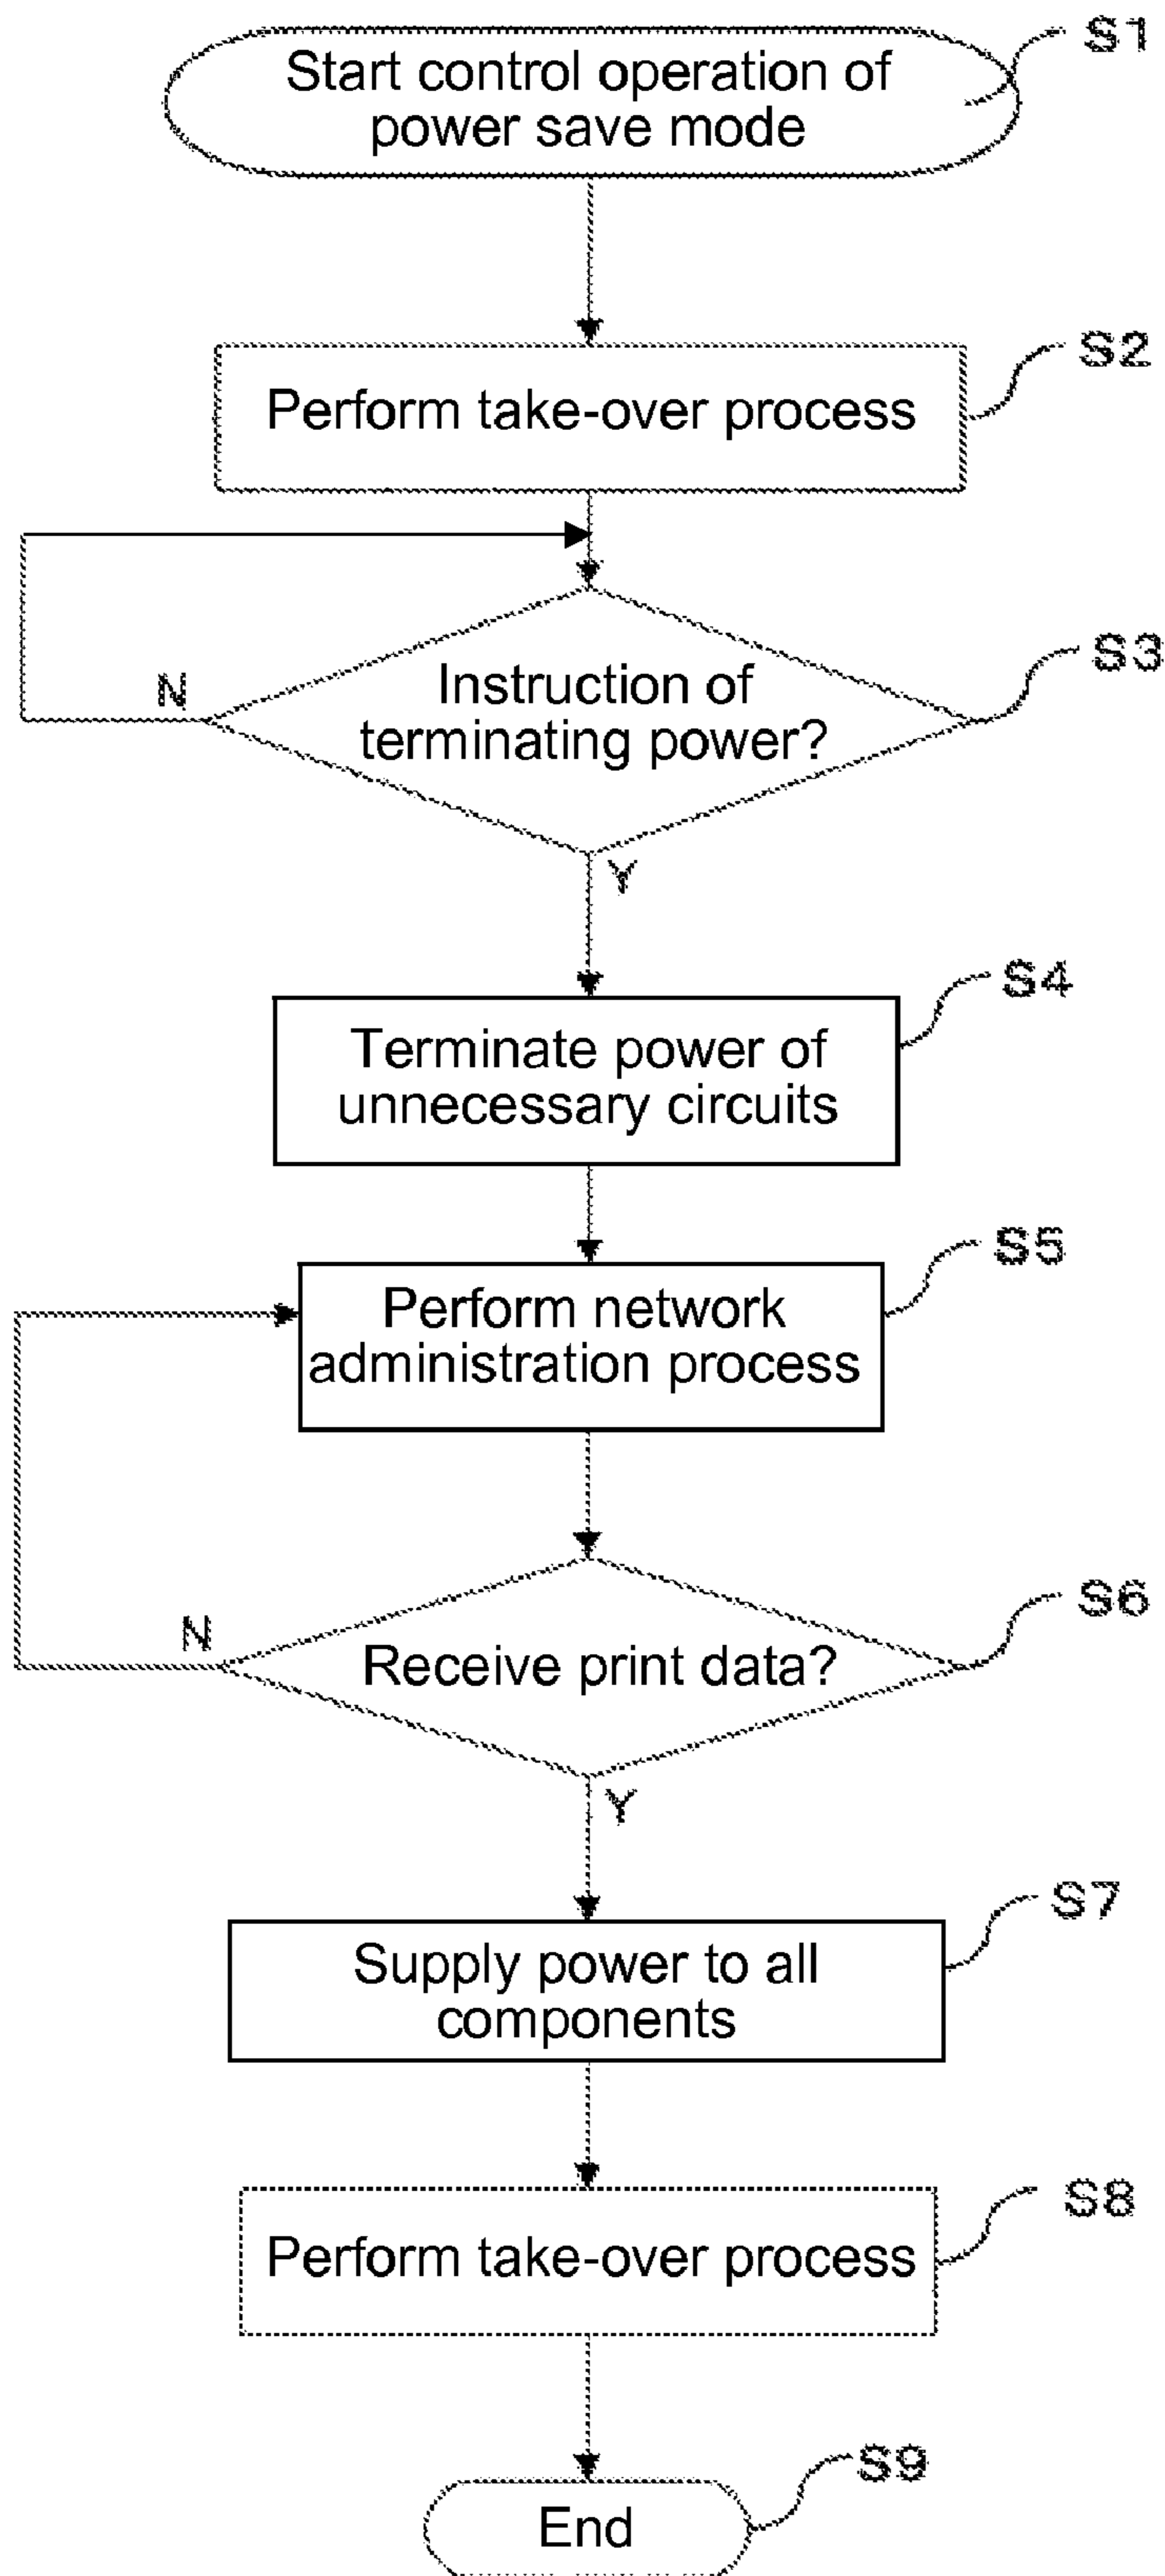 Start control operation of
power save mode
S1
Perform take-over process
S2
Instruction of
terminating power?
S3
N
Y
Terminate power of
unnecessary circuits
S4
Perform network
administration process
S5
Receive print data?
S6
N
Y
Supply power to all
components
S7
Perform take-over process
S8
End
S9